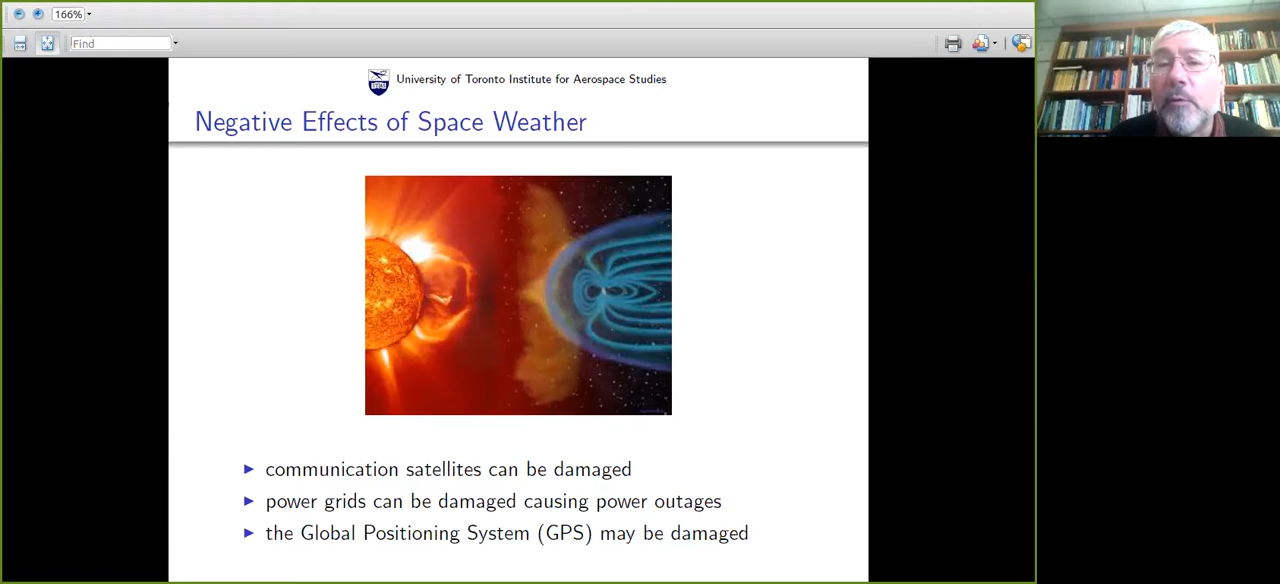 166%
Find
University of Toronto Institute for Aerospace Studies
Negative Effects of Space Weather
communication satellites can be damaged
power grids can be damaged causing power outages
the Global Positioning System (GPS) may be damaged